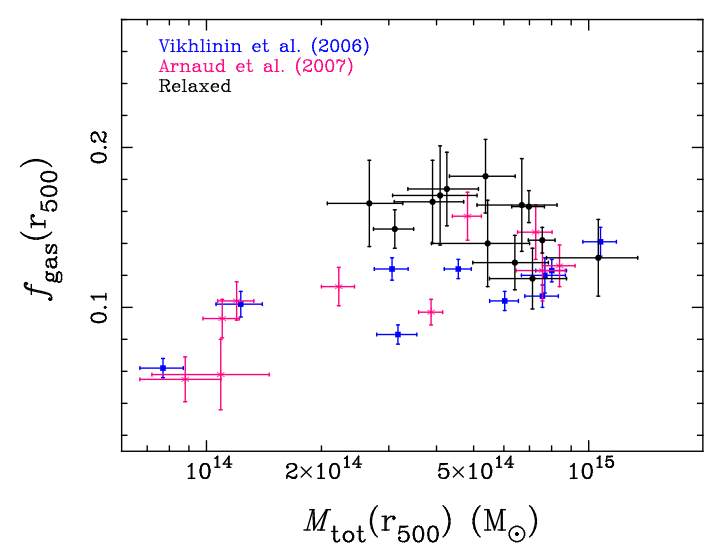 Vikhlinin et al. (2006)
Arnaud et al. (2007)
Relaxed
0.2
0.1
f_gas(r_500)
10^14 2×10^14 5×10^14 10^15
M_tot(r_500) (M_⊙)